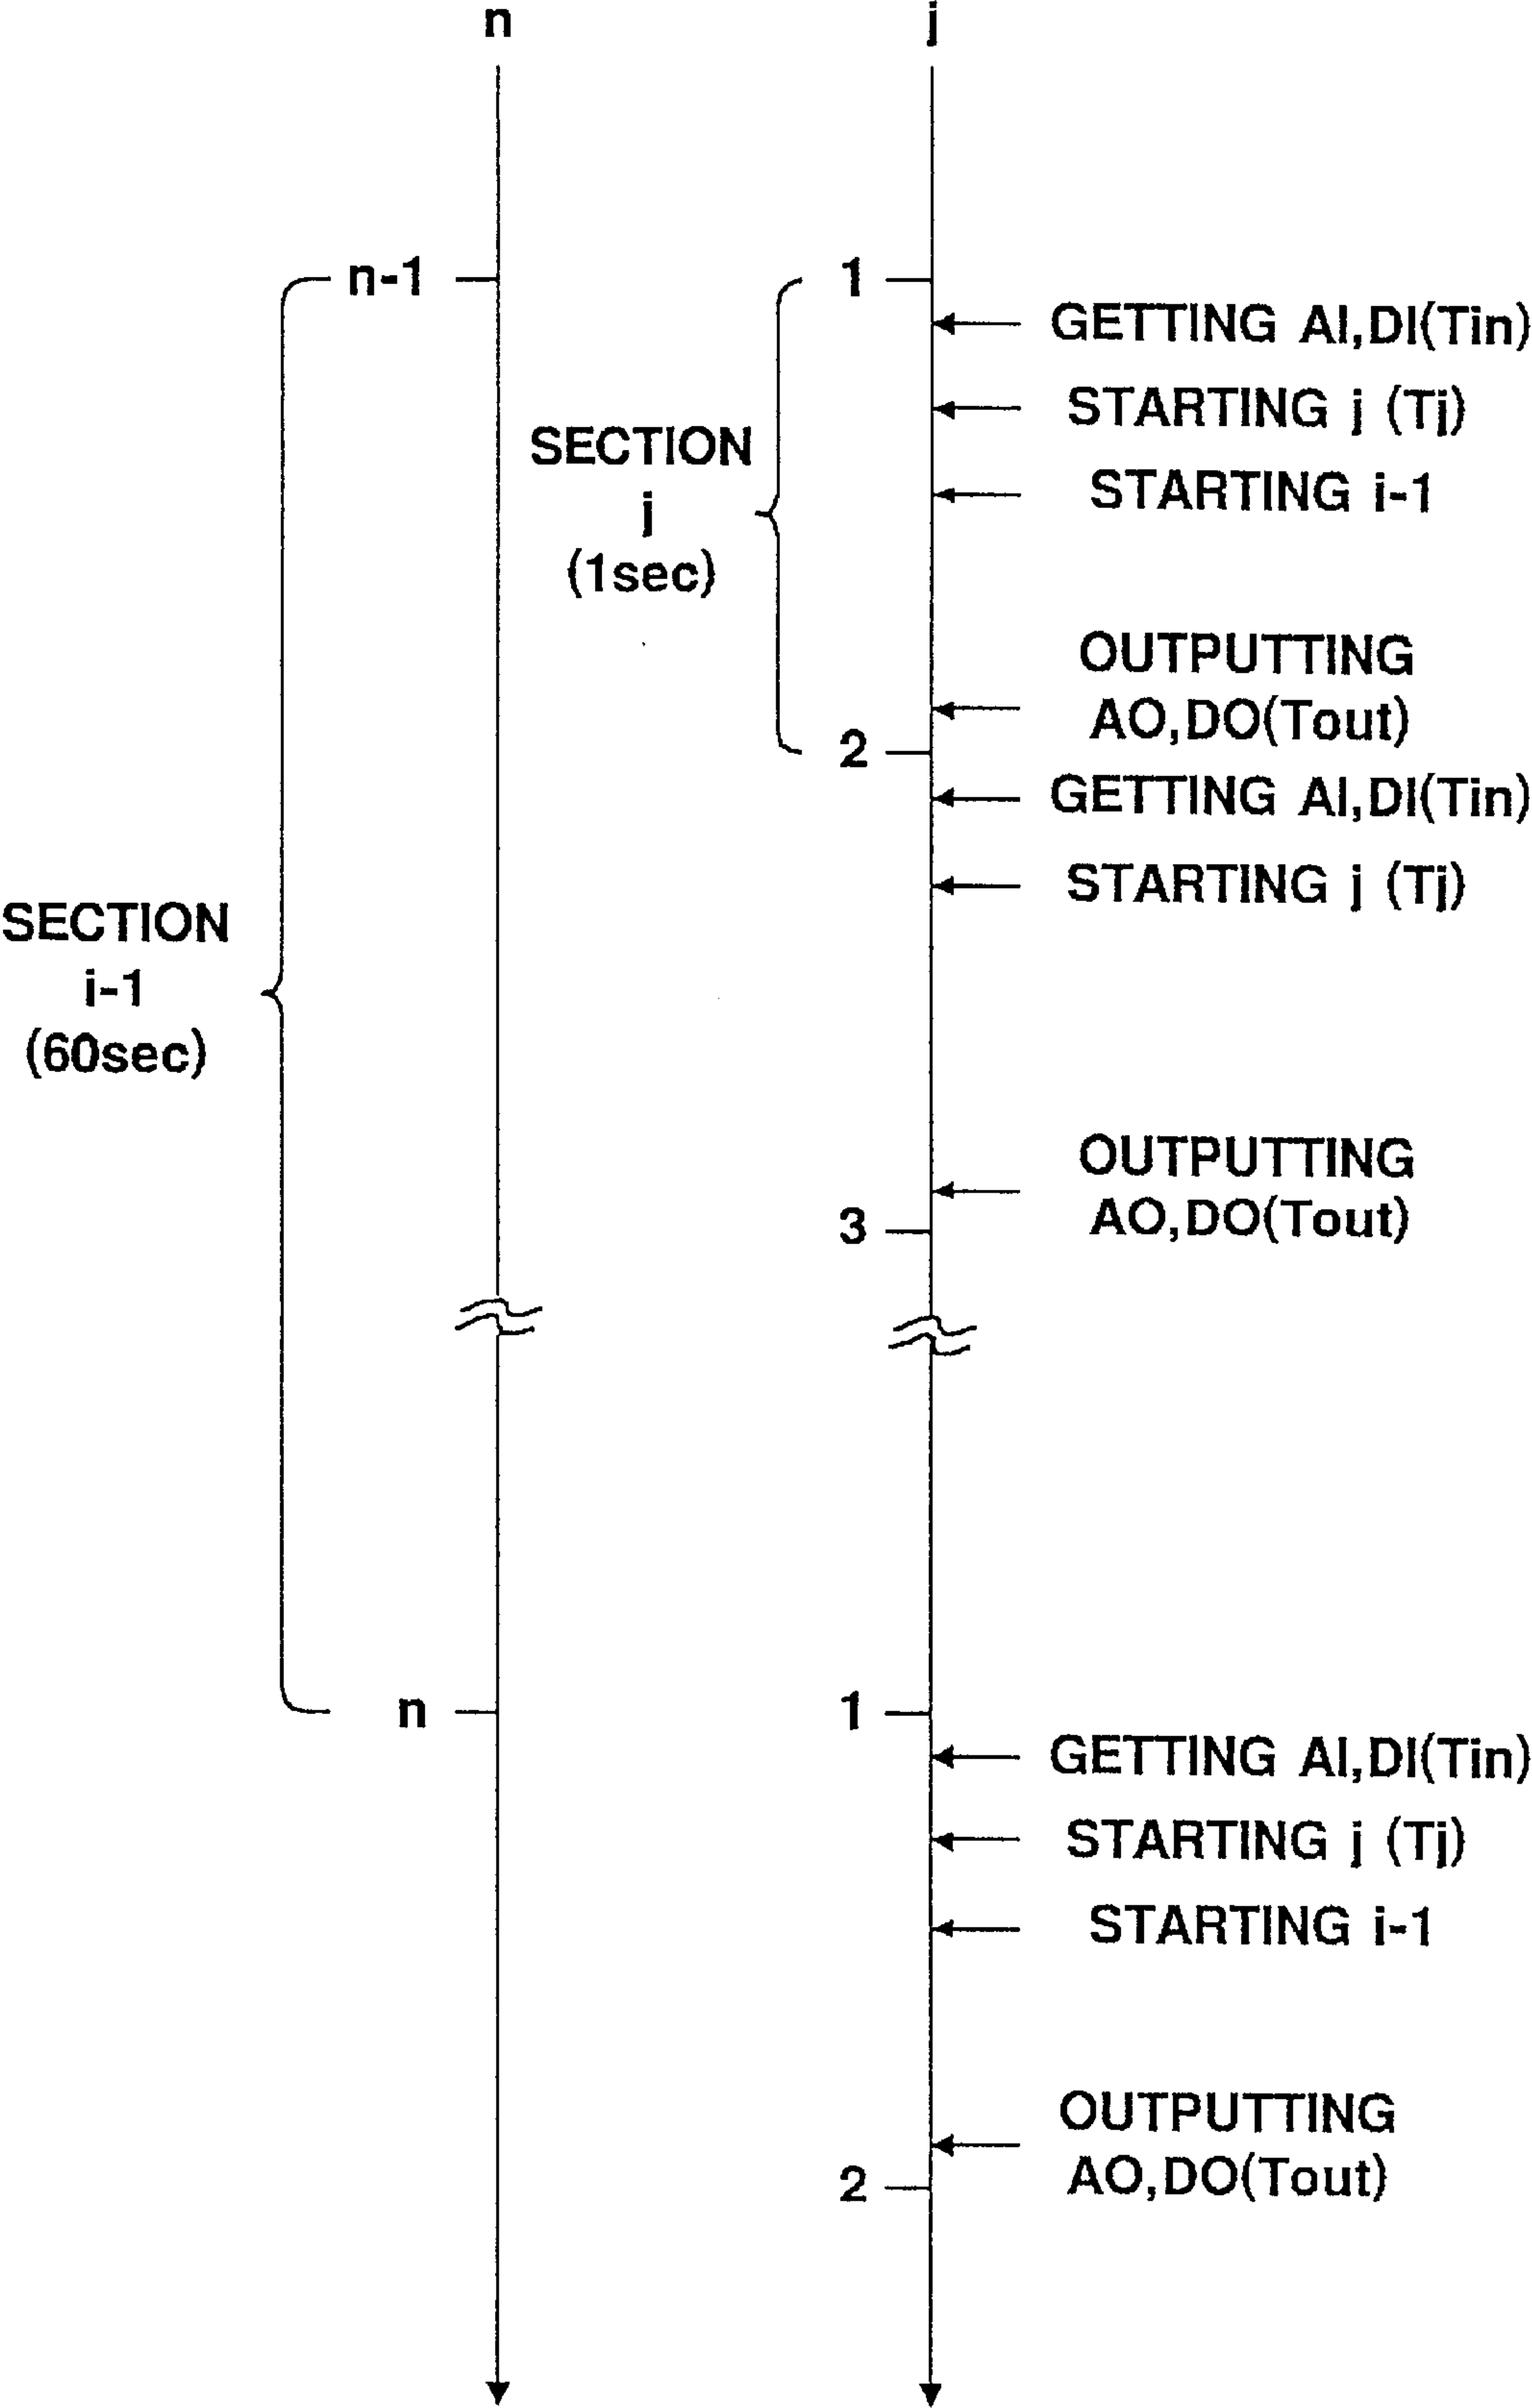 n
j
n-1
1
GETTING AI,DI(Tin)
STARTING j (Tj)
SECTION
j
(1sec)
STARTING i-1
OUTPUTTING
AO,DO(Tout)
2
GETTING AI,DI(Tin)
STARTING j (Tj)
SECTION
i-1
(60sec)
OUTPUTTING
AO,DO(Tout)
3
n
1
GETTING AI,DI(Tin)
STARTING j (Tj)
STARTING i-1
OUTPUTTING
AO,DO(Tout)
2